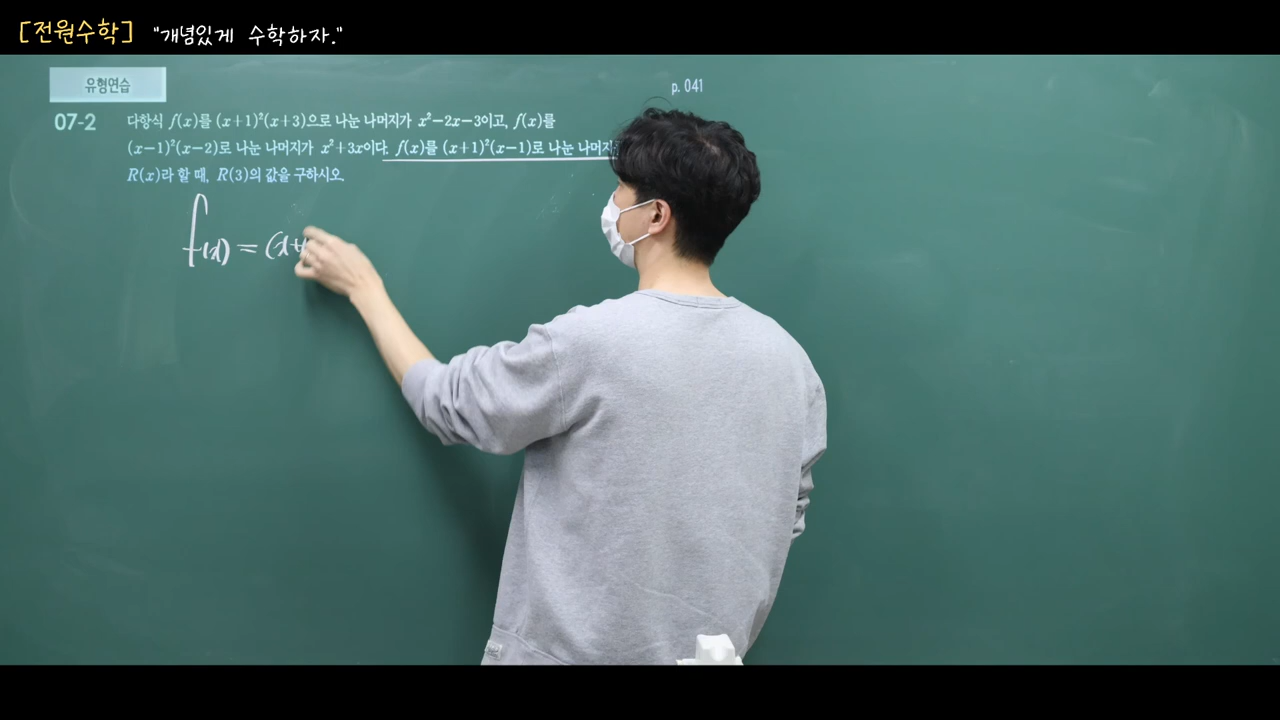 [전원수학] "개념있게 수학하자."
유형연습
p. 041
07-2 다항식 f(x)를 (x+1)²(x+3)으로 나눈 나머지가 x²-2x-3이고, f(x)를
(x-1)²(x-2)로 나눈 나머지가 x²+3x이다. f(x)를 (x+1)²(x-1)로 나눈 나머지
R(x)라 할 때, R(3)의 값을 구하시오.
f(x) = (x+